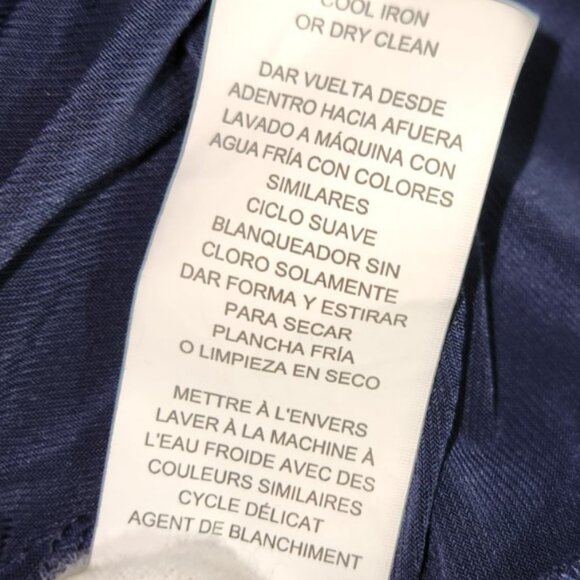 COOL IRON
OR DRY CLEAN
DAR VUELTA DESDE
ADENTRO HACIA AFUERA
LAVADO A MÁQUINA CON
AGUA FRÍA CON COLORES
SIMILARES
CICLO SUAVE
BLANQUEADOR SIN
CLORO SOLAMENTE
DAR FORMA Y ESTIRAR
PARA SECAR
PLANCHA FRÍA
O LIMPIEZA EN SECO
METTRE À L'ENVERS
LAVER À LA MACHINE À
L'EAU FROIDE AVEC DES
COULEURS SIMILAIRES
CYCLE DÉLICAT
AGENT DE BLANCHIMENT